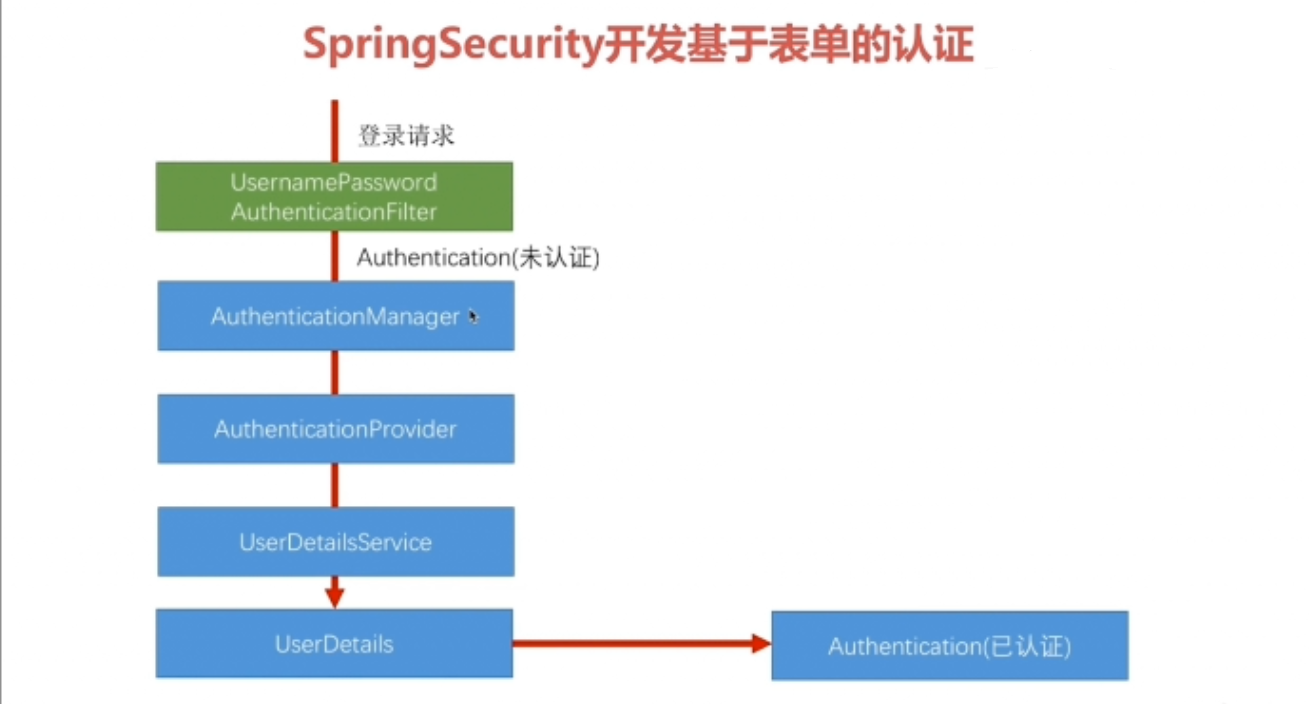 SpringSecurity开发基于表单的认证
登录请求
UsernamePassword
AuthenticationFilter
Authentication(未认证)
AuthenticationManager
AuthenticationProvider
UserDetailsService
UserDetails
Authentication(已认证)